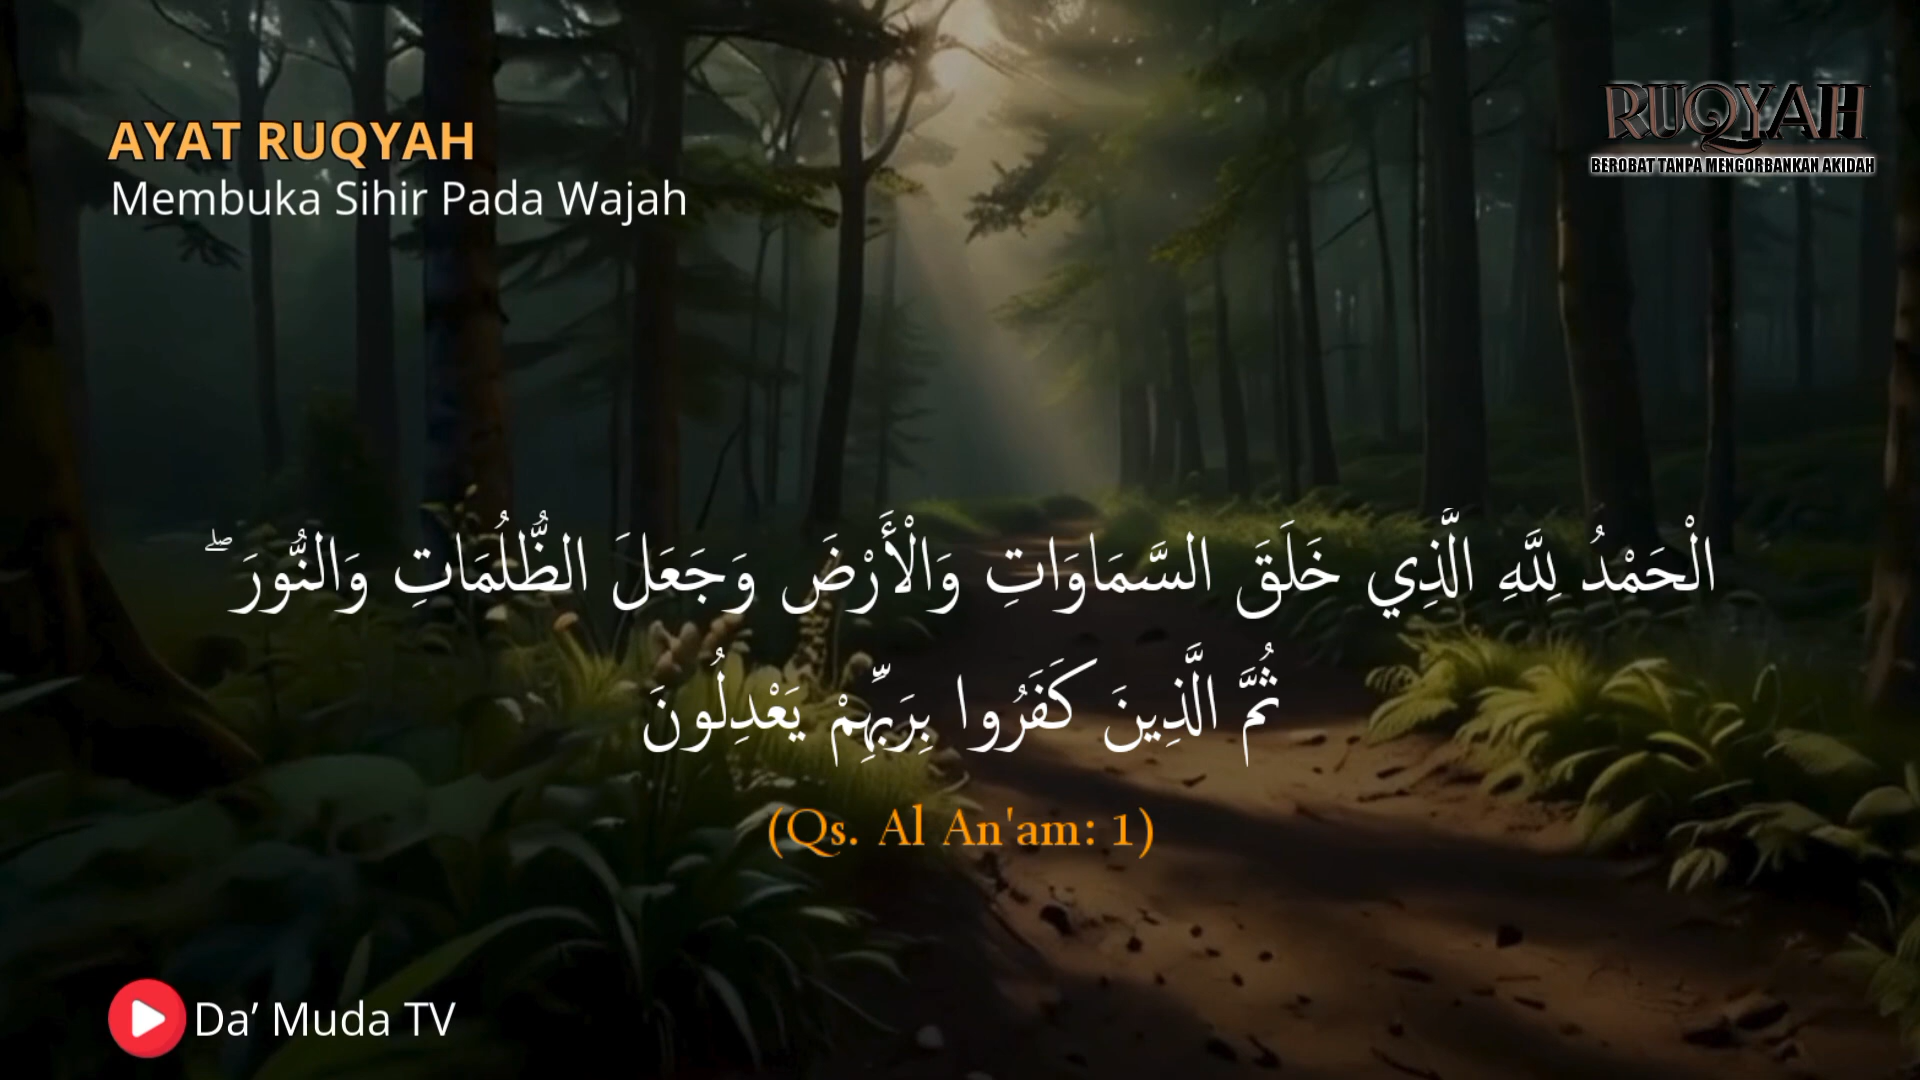 AYAT RUQYAH
Membuka Sihir Pada Wajah
RUQYAH
BEROBAT TANPA MENGORBANKAN AKIDAH
الْحَمْدُ لِلَّهِ الَّذِي خَلَقَ السَّمَاوَاتِ وَالْأَرْضَ وَجَعَلَ الظُّلُمَاتِ وَالنُّورَ ۖ
ثُمَّ الَّذِينَ كَفَرُوا بِرَبِّهِمْ يَعْدِلُونَ
(Qs. Al An'am: 1)
Da’ Muda TV